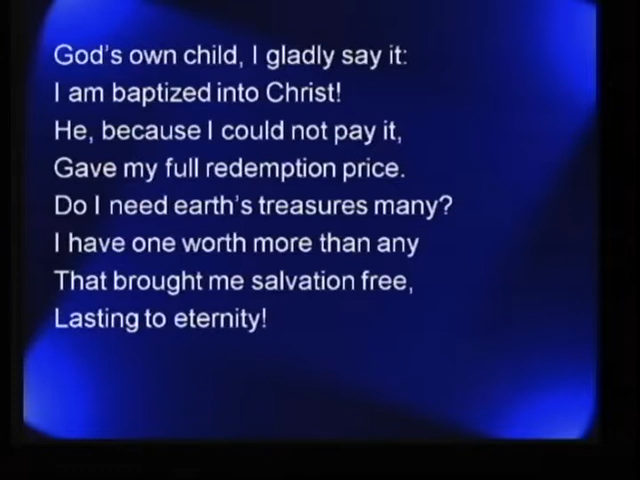 God's own child, I gladly say it:
I am baptized into Christ!
He, because I could not pay it,
Gave my full redemption price.
Do I need earth's treasures many?
I have one worth more than any
That brought me salvation free,
Lasting to eternity!